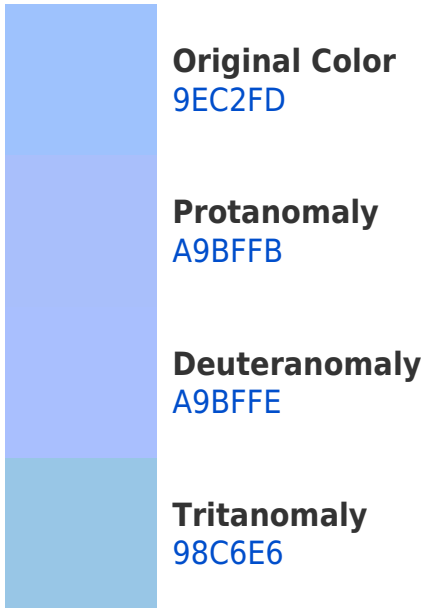 Original Color
9EC2FD
Protanomaly
A9BFFB
Deuteranomaly
A9BFFE
Tritanomaly
98C6E6